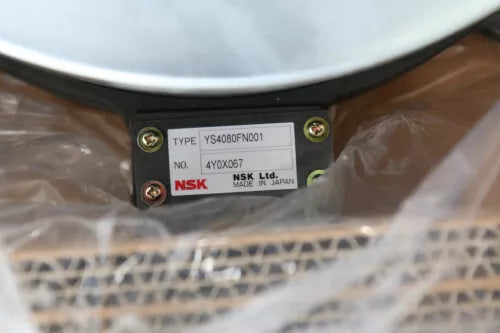 TYPE YS4080FN001
NO. 4Y0X067
NSK NSK Ltd.
MADE IN JAPAN